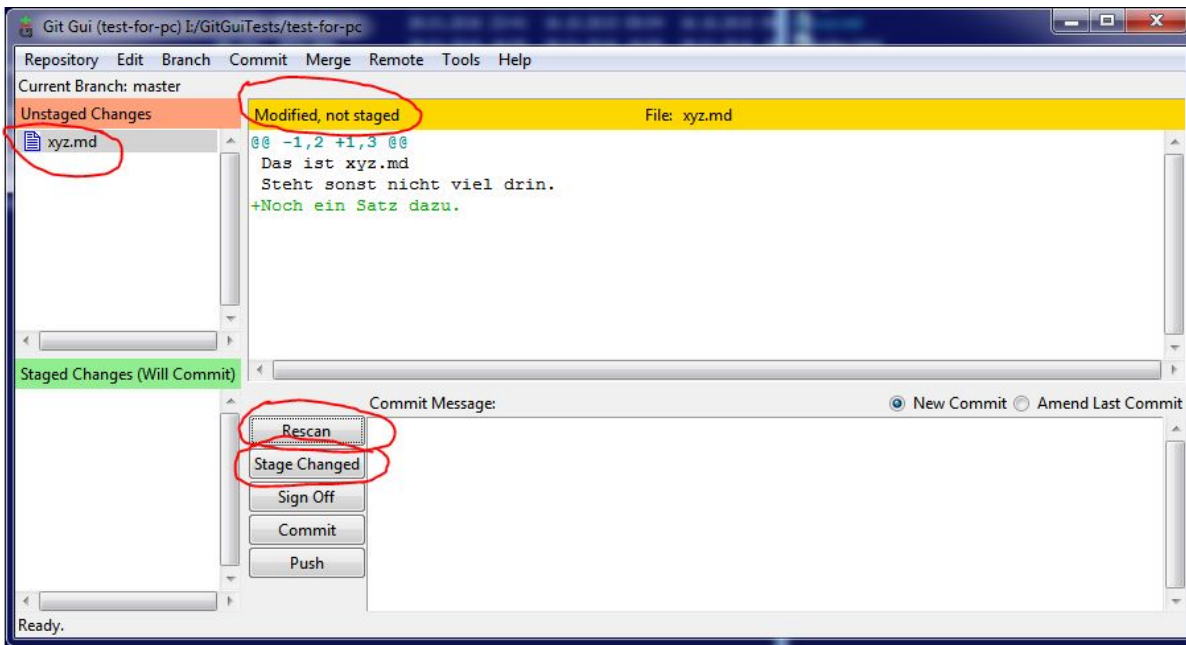 Git Gui (test-for-pc) I:/GitGuiTests/test-for-pc
Repository Edit Branch Commit Merge Remote Tools Help
Current Branch: master
Unstaged Changes
Modified, not staged File: xyz.md
xyz.md
@@ -1,2 +1,3 @@
Das ist xyz.md
Steht sonst nicht viel drin.
+Noch ein Satz dazu.
Staged Changes (Will Commit)
Commit Message: New Commit Amend Last Commit
Rescan
Stage Changed
Sign Off
Commit
Push
Ready.